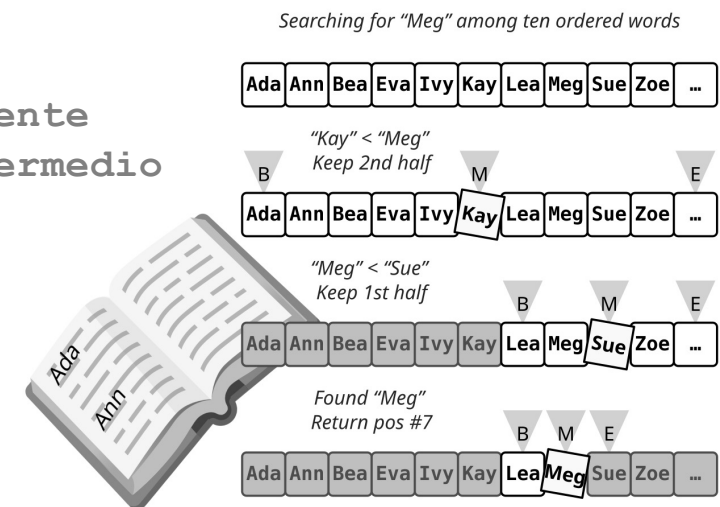 Searching for “Meg” among ten ordered words
Ada Ann Bea Eva Ivy Kay Lea Meg Sue Zoe …
“Kay” < “Meg”
Keep 2nd half
B M E
Ada Ann Bea Eva Ivy Kay Lea Meg Sue Zoe …
“Meg” < “Sue”
Keep 1st half
B M E
Ada Ann Bea Eva Ivy Kay Lea Meg Sue Zoe …
Found “Meg”
Return pos #7
B M E
Ada Ann Bea Eva Ivy Kay Lea Meg Sue Zoe …
ente
ermedio
Ada
Ann